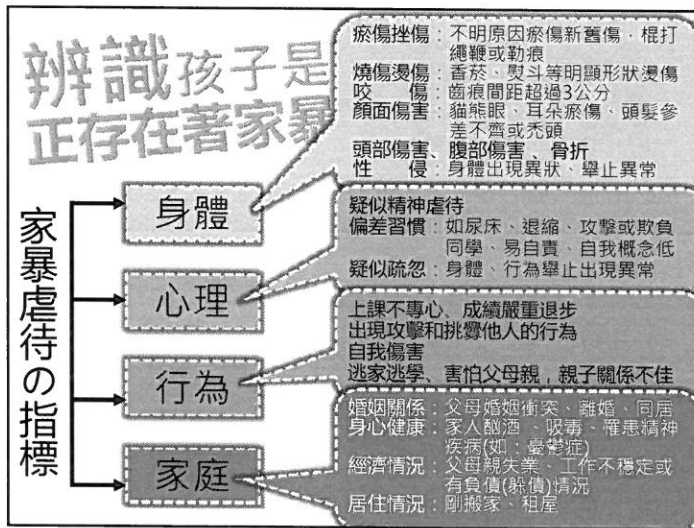 辨識孩子是
正存在著家暴
家暴虐待の指標
身體
瘀傷挫傷：不明原因瘀傷新舊傷、棍打
繩鞭或勒痕
燒傷燙傷：香菸、熨斗等明顯形狀燙傷
咬　　傷：齒痕間距超過3公分
顏面傷害：貓熊眼、耳朵瘀傷、頭髮參
差不齊或禿頭
頭部傷害、腹部傷害、骨折
性　　侵：身體出現異狀、舉止異常
心理
疑似精神虐待
偏差習慣：如尿床、退縮、攻擊或欺負
同學、易自責、自我概念低
疑似疏忽：身體、行為舉止出現異常
行為
上課不專心、成績嚴重退步
出現攻擊和挑釁他人的行為
自我傷害
逃家逃學、害怕父母親，親子關係不佳
家庭
婚姻關係：父母婚姻衝突、離婚、同居
身心健康：家人酗酒、吸毒、罹患精神
疾病(如：憂鬱症)
經濟情況：父母親失業、工作不穩定或
有負債(躲債)情況
居住情況：剛搬家、租屋